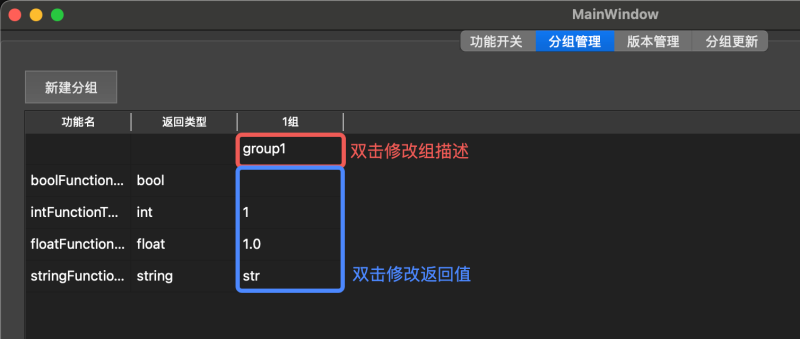 MainWindow
功能开关 分组管理 版本管理 分组更新
新建分组
功能名 返回类型 1组
group1 双击修改组描述
boolFunction... bool
intFunctionT... int 1
floatFunction... float 1.0
stringFunctio... string str 双击修改返回值